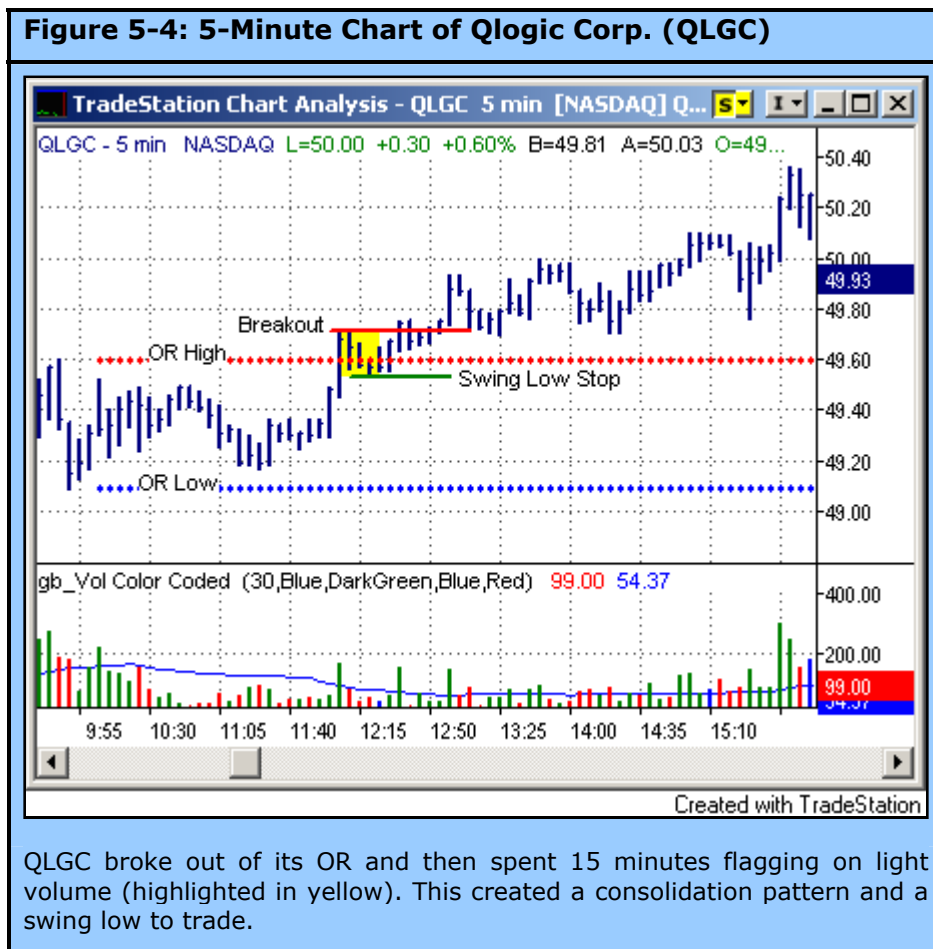 Figure 5-4: 5-Minute Chart of Qlogic Corp. (QLGC)
TradeStation Chart Analysis - QLGC 5 min [NASDAQ] Q... S I
QLGC - 5 min NASDAQ L=50.00 +0.30 +0.60% B=49.81 A=50.03 O=49...
50.40
50.20
50.00
49.93
49.80
Breakout
OR High
49.60
Swing Low Stop
49.40
49.20
OR Low
49.00
gb_Vol Color Coded (30,Blue,DarkGreen,Blue,Red) 99.00 54.37
400.00
200.00
99.00
54.37
9:55 10:30 11:05 11:40 12:15 12:50 13:25 14:00 14:35 15:10
Created with TradeStation
QLGC broke out of its OR and then spent 15 minutes flagging on light
volume (highlighted in yellow). This created a consolidation pattern and a
swing low to trade.